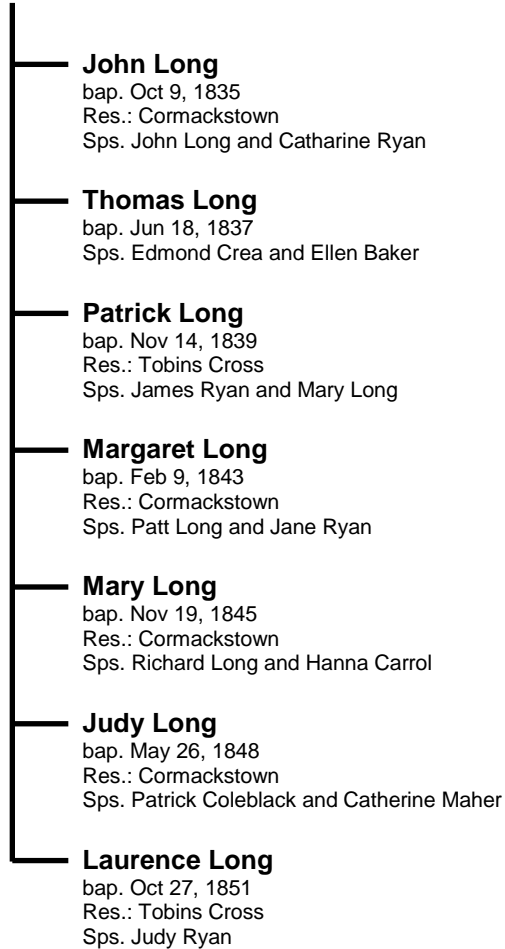 John Long
bap. Oct 9, 1835
Res.: Cormackstown
Sps. John Long and Catharine Ryan
Thomas Long
bap. Jun 18, 1837
Sps. Edmond Crea and Ellen Baker
Patrick Long
bap. Nov 14, 1839
Res.: Tobins Cross
Sps. James Ryan and Mary Long
Margaret Long
bap. Feb 9, 1843
Res.: Cormackstown
Sps. Patt Long and Jane Ryan
Mary Long
bap. Nov 19, 1845
Res.: Cormackstown
Sps. Richard Long and Hanna Carrol
Judy Long
bap. May 26, 1848
Res.: Cormackstown
Sps. Patrick Coleblack and Catherine Maher
Laurence Long
bap. Oct 27, 1851
Res.: Tobins Cross
Sps. Judy Ryan